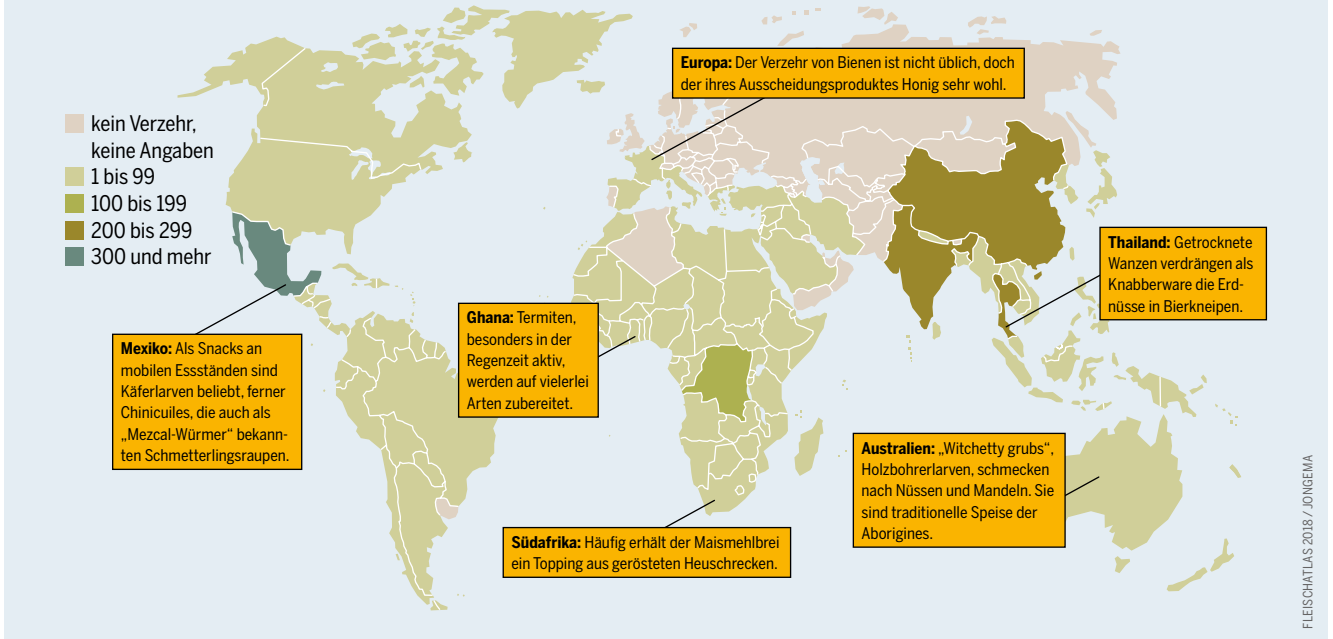 Europa: Der Verzehr von Bienen ist nicht üblich, doch
der ihres Ausscheidungsproduktes Honig sehr wohl.
kein Verzehr,
keine Angaben
1 bis 99
100 bis 199
200 bis 299
300 und mehr
Thailand: Getrocknete
Wanzen verdrängen als
Knabberware die Erd-
nüsse in Bierkneipen.
Ghana: Termiten,
besonders in der
Regenzeit aktiv,
werden auf vielerlei
Arten zubereitet.
Mexiko: Als Snacks an
mobilen Essständen sind
Käferlarven beliebt, ferner
Chinicuiles, die auch als
„Mezcal-Würmer“ bekann-
ten Schmetterlingsraupen.
Australien: „Witchetty grubs“,
Holzbohrerlarven, schmecken
nach Nüssen und Mandeln. Sie
sind traditionelle Speise der
Aborigines.
Südafrika: Häufig erhält der Maismehlbrei
ein Topping aus gerösteten Heuschrecken.
FLEISCHATLAS 2018 / JONGEMA